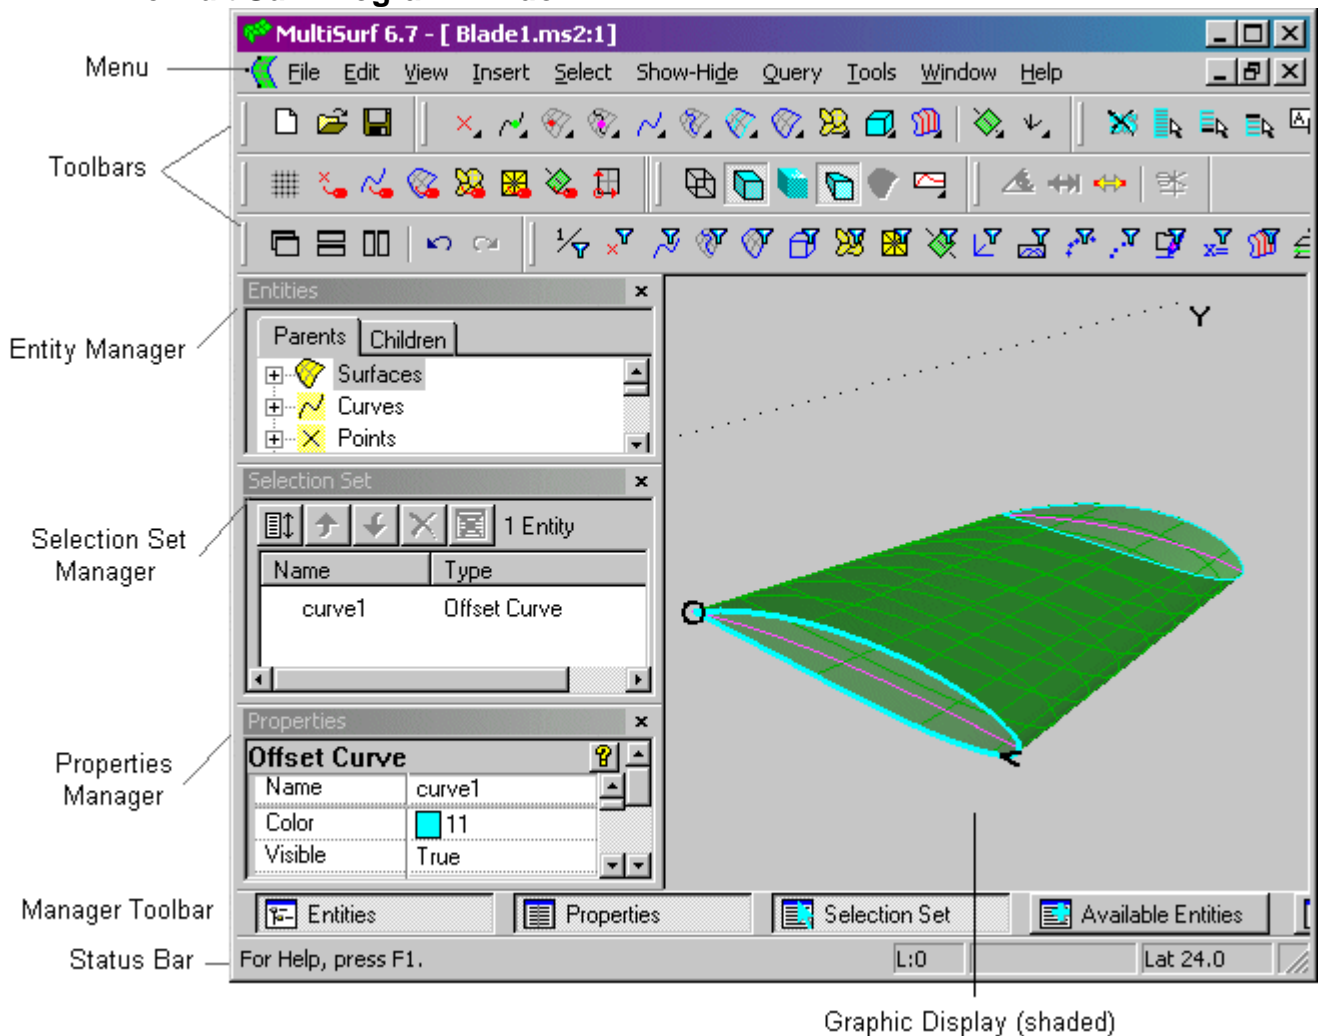 MultiSurf 6.7 - [ Blade1.ms2:1]
Menu
File Edit View Insert Select Show-Hide Query Tools Window Help
Toolbars
Entities
Parents Children
Entity Manager
Surfaces
Curves
Points
Selection Set
Selection Set
Manager
1 Entity
Name Type
curve1 Offset Curve
Properties
Properties
Manager
Offset Curve
Name curve1
Color 11
Visible True
Y
Manager Toolbar
Entities Properties Selection Set Available Entities
Status Bar
For Help, press F1. L:0 Lat 24.0
Graphic Display (shaded)